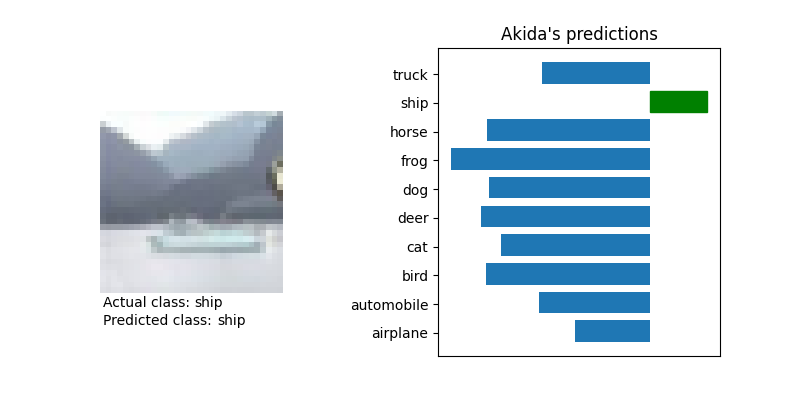 Akida's predictions
truck
ship
horse
frog
dog
deer
cat
bird
automobile
airplane
Actual class: ship
Predicted class: ship